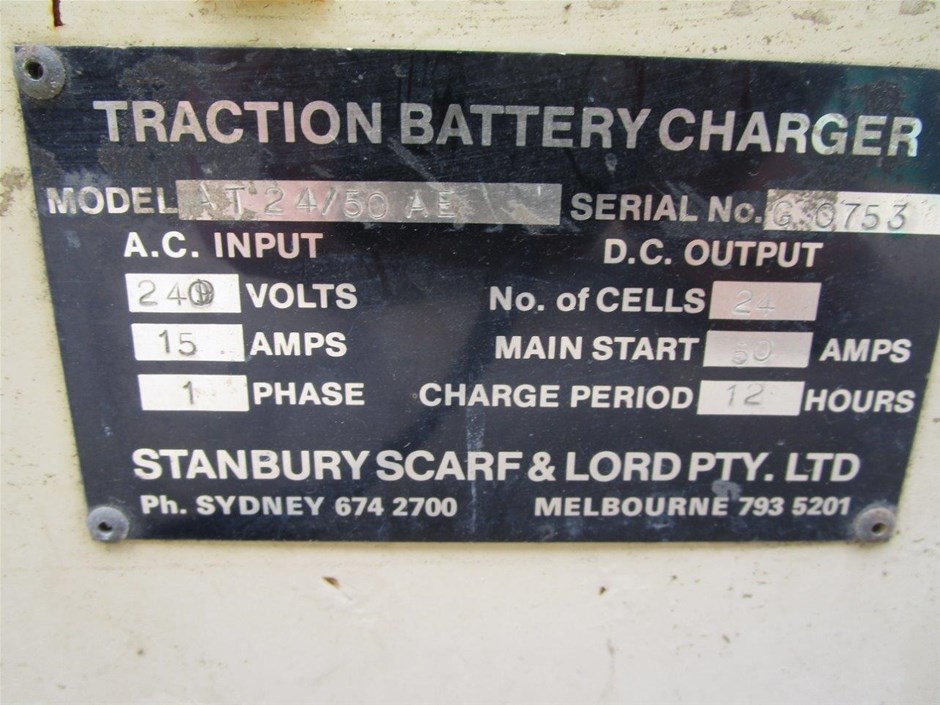 TRACTION BATTERY CHARGER
MODEL AT 24/50 AE SERIAL No. G 0753
A.C. INPUT D.C. OUTPUT
240 VOLTS No. of CELLS 24
15 AMPS MAIN START 50 AMPS
1 PHASE CHARGE PERIOD 12 HOURS
STANBURY SCARF & LORD PTY. LTD
Ph. SYDNEY 674 2700 MELBOURNE 793 5201